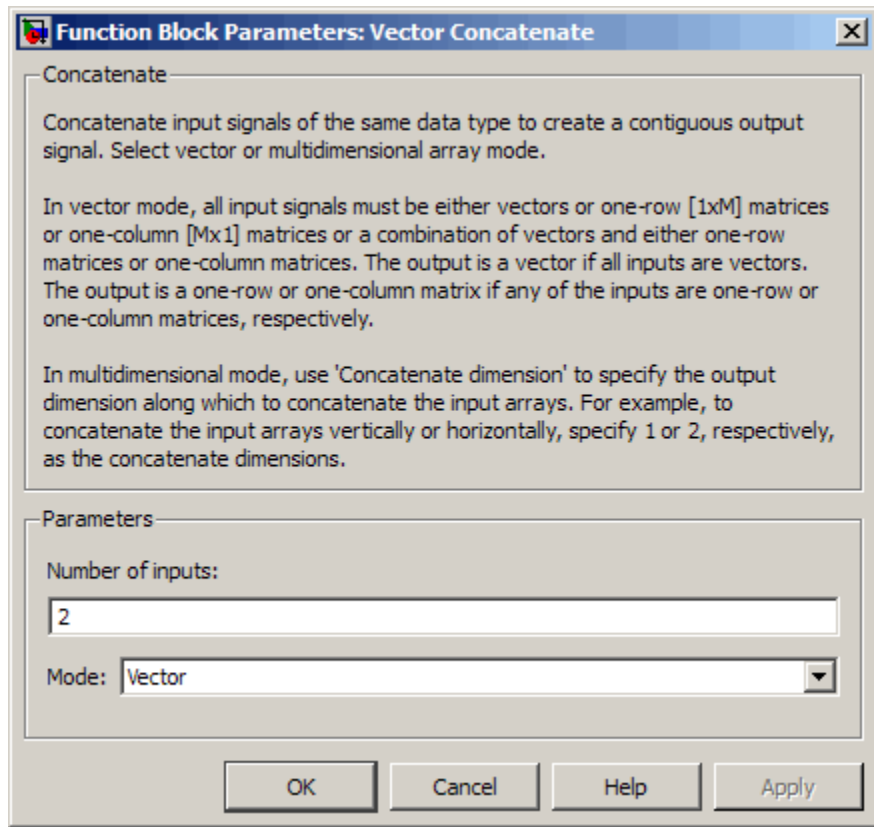 Function Block Parameters: Vector Concatenate
Concatenate
Concatenate input signals of the same data type to create a contiguous output
signal. Select vector or multidimensional array mode.
In vector mode, all input signals must be either vectors or one-row [1xM] matrices
or one-column [Mx1] matrices or a combination of vectors and either one-row
matrices or one-column matrices. The output is a vector if all inputs are vectors.
The output is a one-row or one-column matrix if any of the inputs are one-row or
one-column matrices, respectively.
In multidimensional mode, use 'Concatenate dimension' to specify the output
dimension along which to concatenate the input arrays. For example, to
concatenate the input arrays vertically or horizontally, specify 1 or 2, respectively,
as the concatenate dimensions.
Parameters
Number of inputs:
2
Mode: Vector
OK Cancel Help Apply